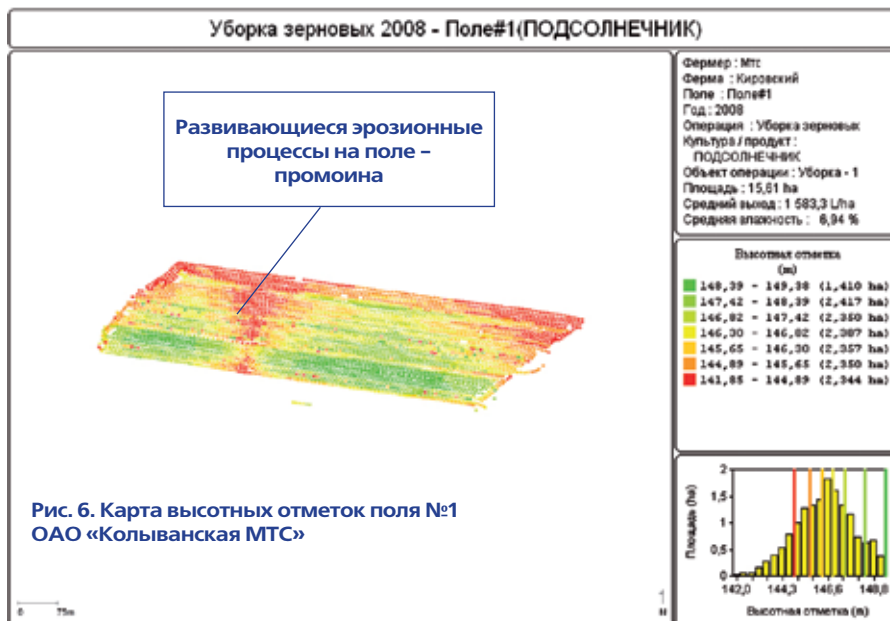 Уборка зерновых 2008 - Поле#1(ПОДСОЛНЕЧНИК)
Развивающиеся эрозионные
процессы на поле –
промоина
Рис. 6. Карта высотных отметок поля №1
ОАО «Колыванская МТС»
0 75m
N
Фермер : Мтс
Ферма : Кировский
Поле : Поле#1
Год : 2008
Операция : Уборка зерновых
Культура / продукт :
ПОДСОЛНЕЧНИК
Объект операции : Уборка - 1
Площадь : 15,61 ha
Средний выход : 1 583,3 L/ha
Средняя влажность : 6,94 %
Высотная отметка
(m)
148,39 - 149,38 (1,410 ha)
147,42 - 148,39 (2,417 ha)
146,82 - 147,42 (2,350 ha)
146,30 - 146,82 (2,387 ha)
145,65 - 146,30 (2,357 ha)
144,89 - 145,65 (2,350 ha)
141,85 - 144,89 (2,344 ha)
Площадь (ha)
2
1,5
1
0,5
0
142,0 144,3 146,6 148,8
Высотная отметка (m)